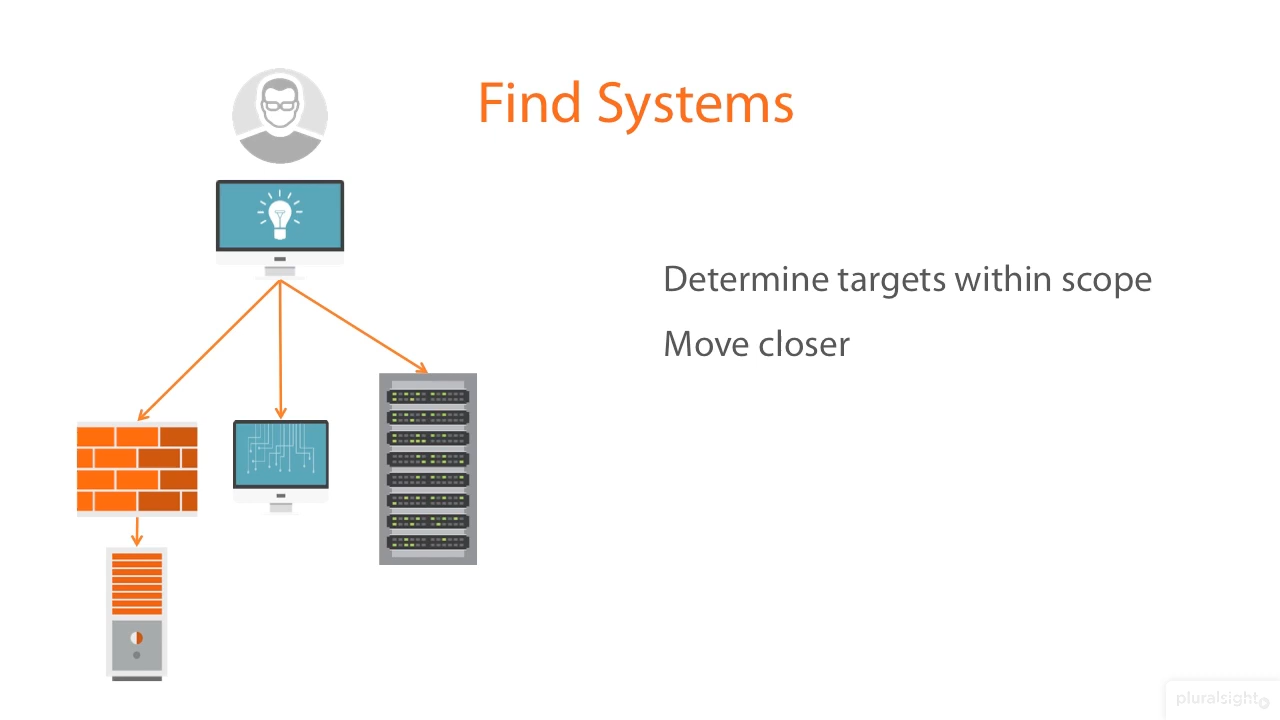 Find Systems
Determine targets within scope
Move closer
pluralsight